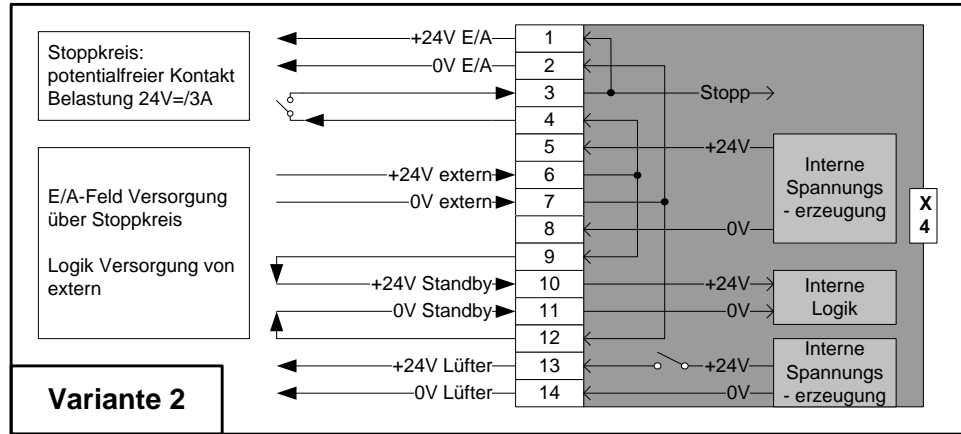 Stoppkreis:
potentialfreier Kontakt
Belastung 24V=/3A
E/A-Feld Versorgung
über Stoppkreis
Logik Versorgung von
extern
Variante 2
+24V E/A
0V E/A
+24V extern
0V extern
+24V Standby
0V Standby
+24V Lüfter
0V Lüfter
1
2
3
4
5
6
7
8
9
10
11
12
13
14
Stopp
+24V
0V
+24V
0V
+24V
0V
Interne
Spannungs
- erzeugung
Interne
Logik
Interne
Spannungs
- erzeugung
X
4